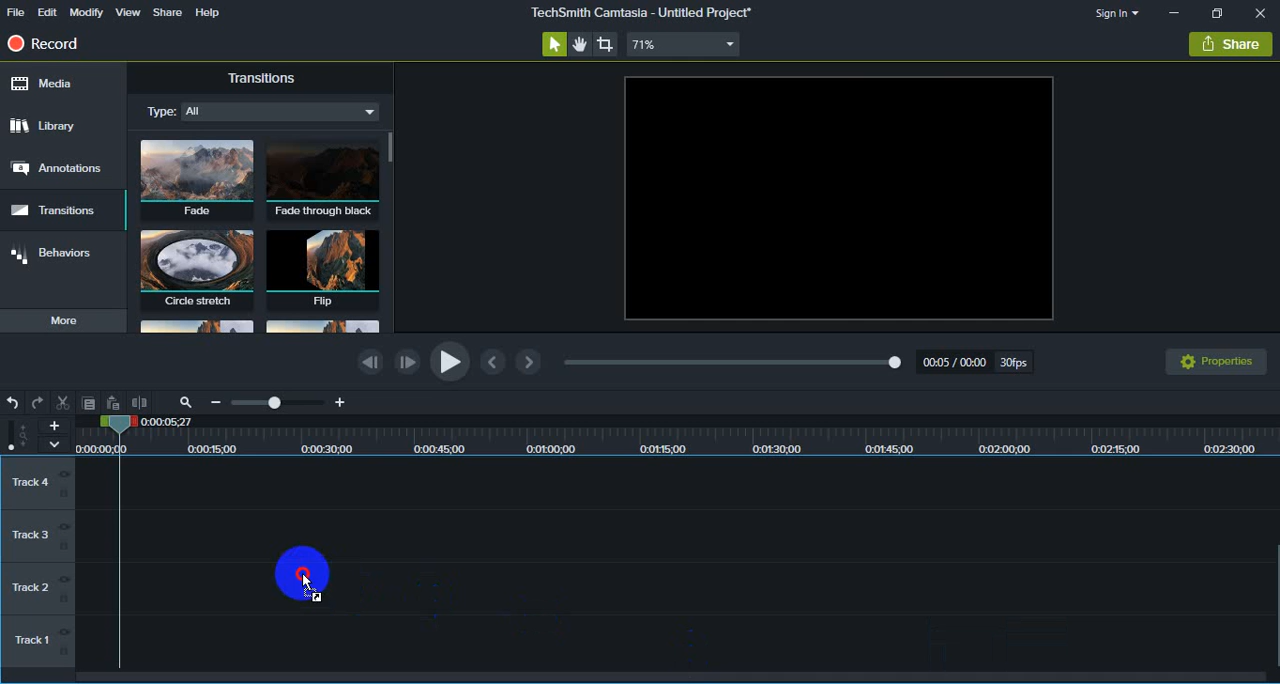 File Edit Modify View Share Help
TechSmith Camtasia - Untitled Project*
Sign In
Record
71%
Share
Media
Library
Annotations
Transitions
Behaviors
More
Transitions
Type: All
Fade
Fade through black
Circle stretch
Flip
00:05 / 00:00 30fps
Properties
0:00:05;27
0:00:00;00 0:00:15;00 0:00:30;00 0:00:45;00 0:01:00;00 0:01:15;00 0:01:30;00 0:01:45;00 0:02:00;00 0:02:15;00 0:02:30;00
Track 4
Track 3
Track 2
Track 1